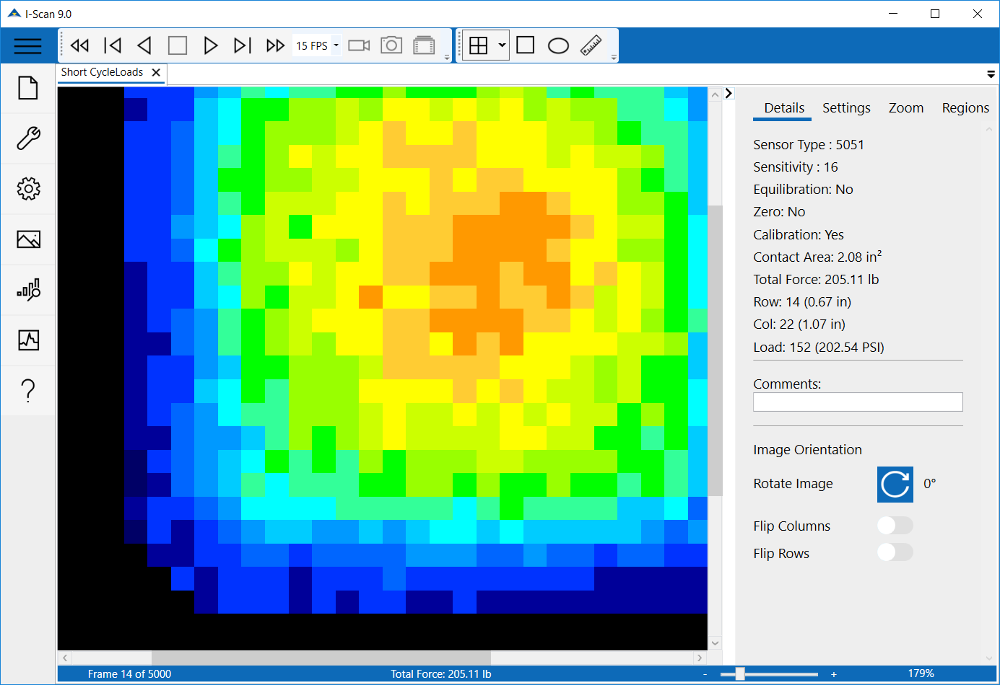 I-Scan 9.0
15 FPS
Short CycleLoads
Details Settings Zoom Regions
Sensor Type : 5051
Sensitivity : 16
Equilibration: No
Zero: No
Calibration: Yes
Contact Area: 2.08 in²
Total Force: 205.11 lb
Row: 14 (0.67 in)
Col: 22 (1.07 in)
Load: 152 (202.54 PSI)
Comments:
Image Orientation
Rotate Image 0°
Flip Columns
Flip Rows
Frame 14 of 5000 Total Force: 205.11 lb - + 179%